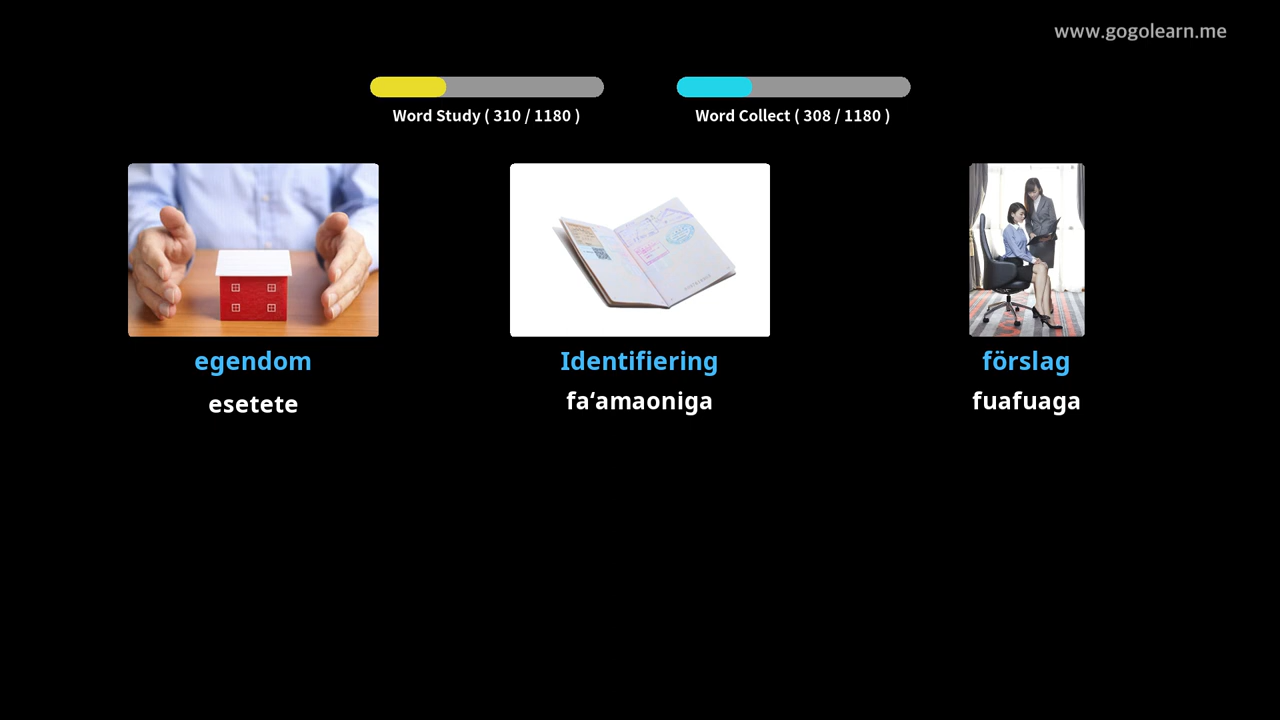 www.gogolearn.me
Word Study ( 310 / 1180 )
Word Collect ( 308 / 1180 )
egendom
Identifiering
förslag
esetete
faʻamaoniga
fuafuaga